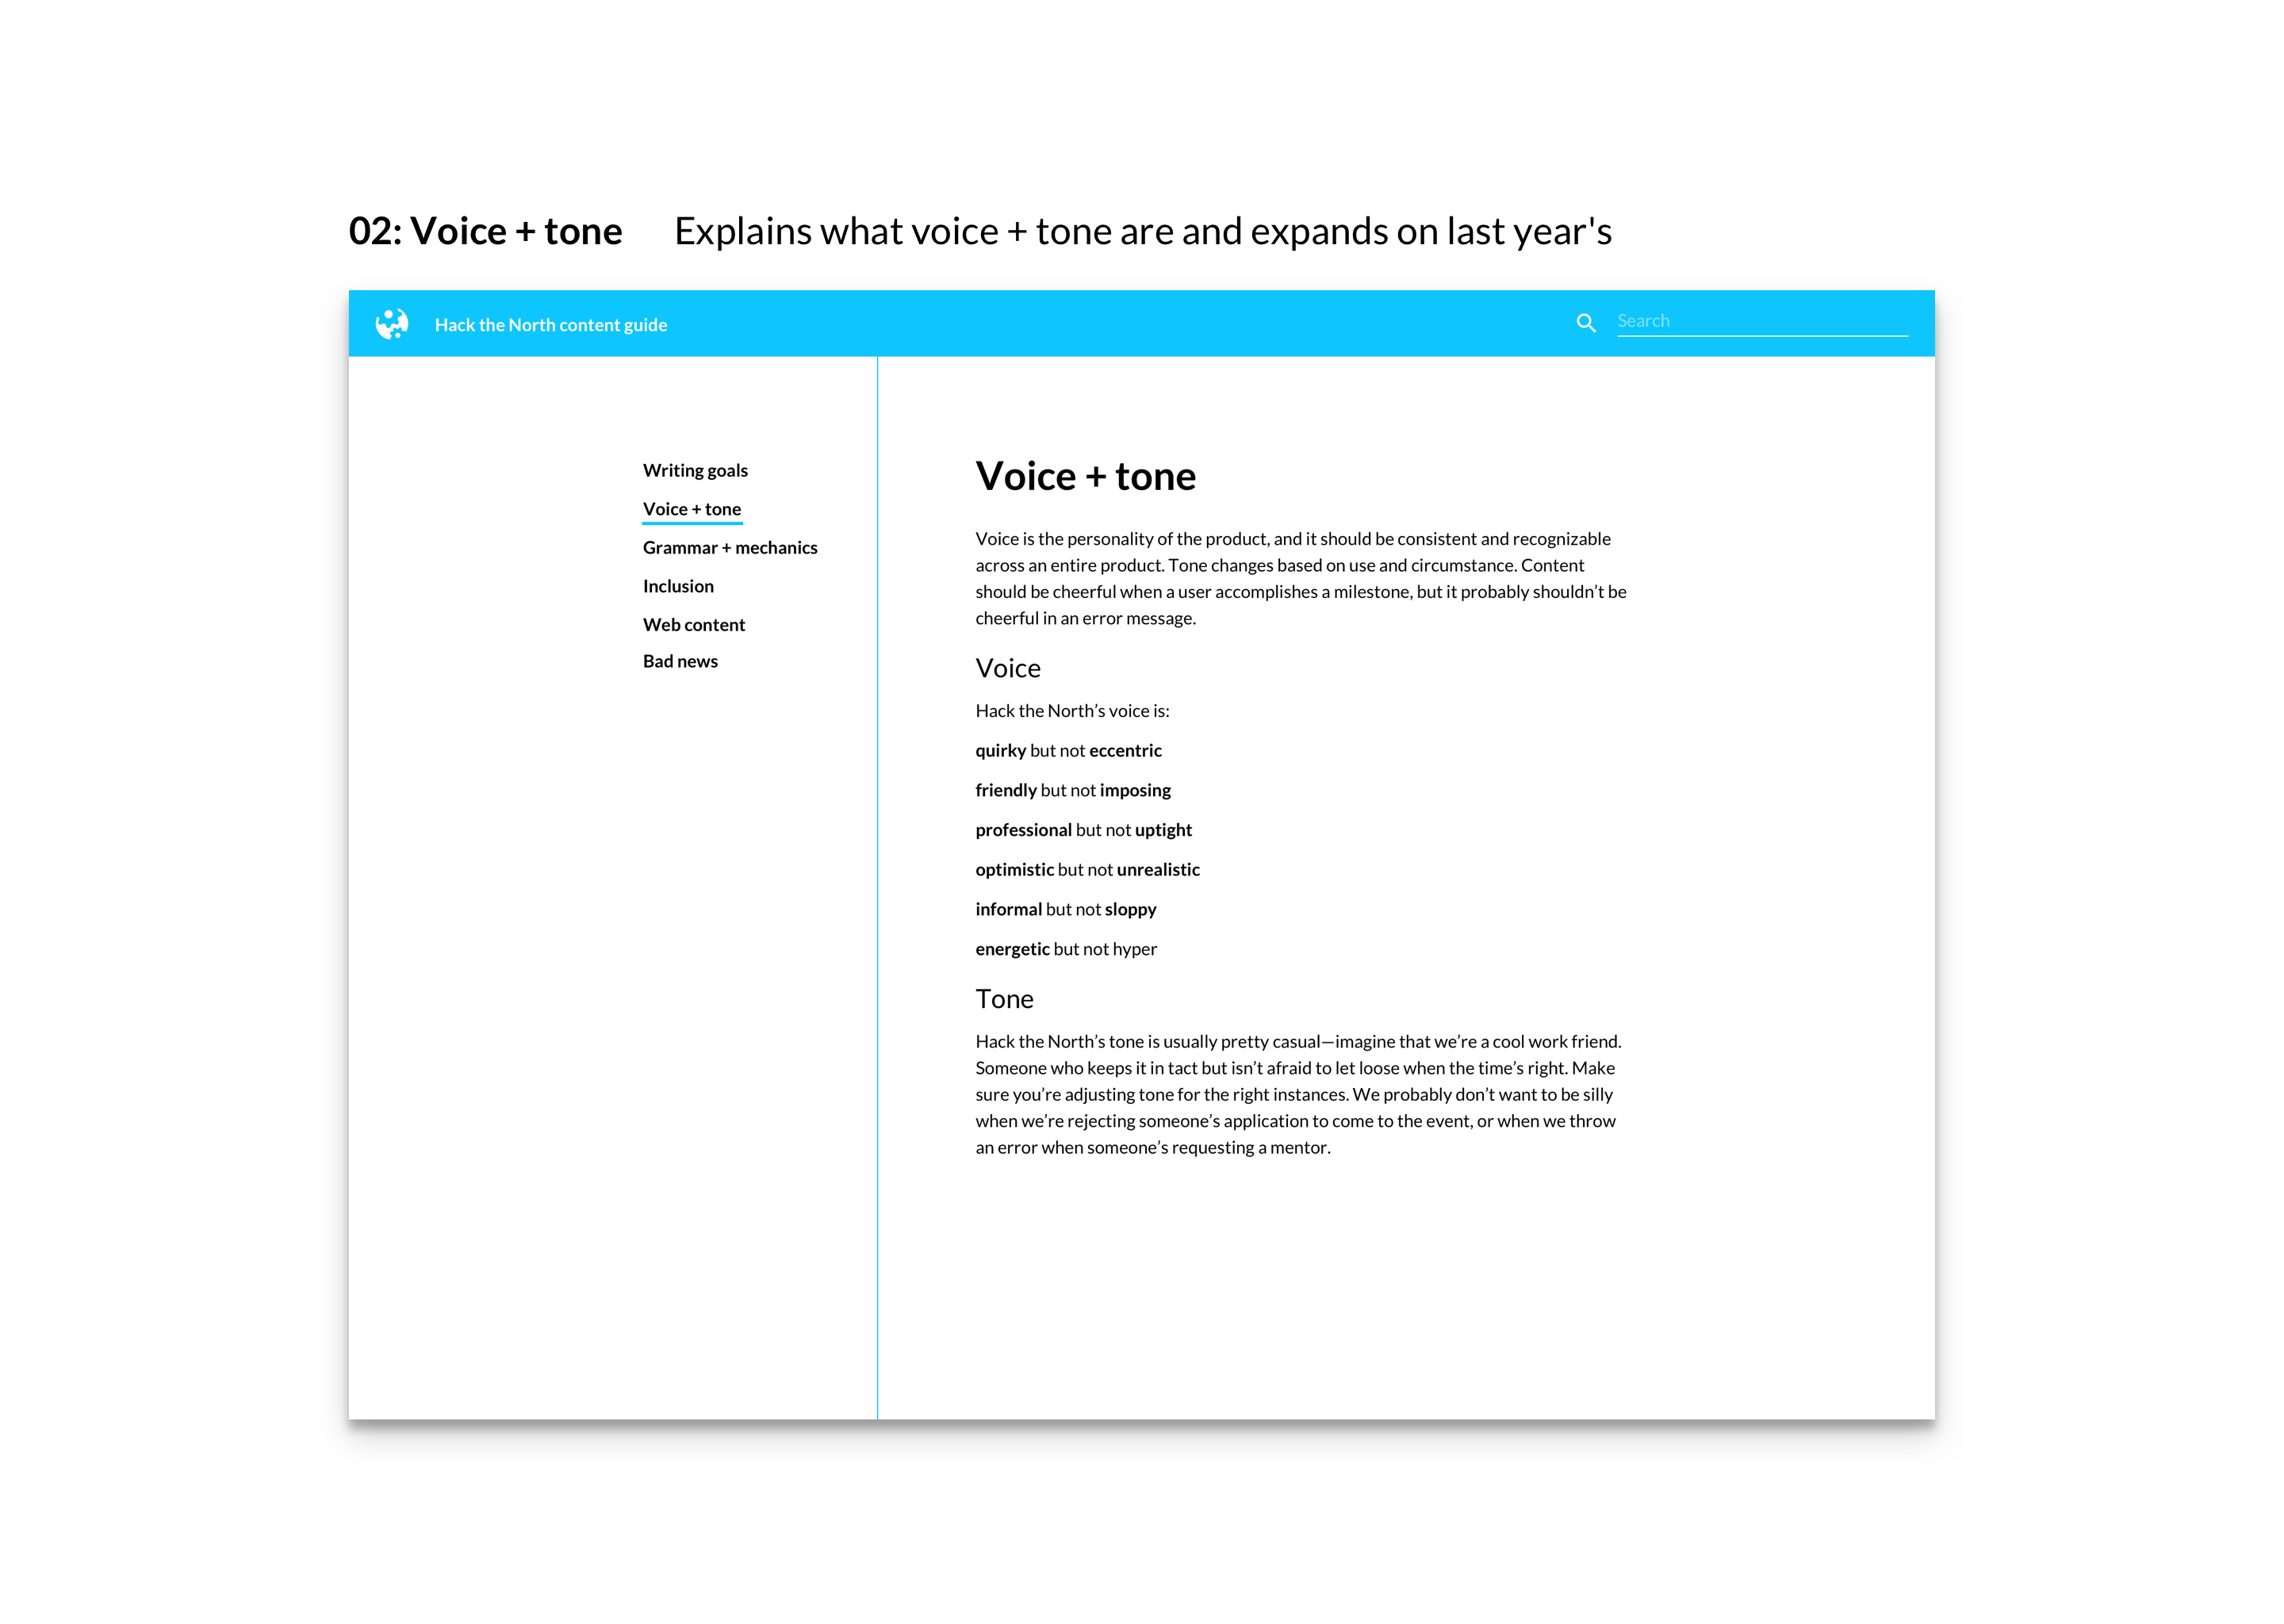 02: Voice + tone Explains what voice + tone are and expands on last year's
Hack the North content guide
Search
Writing goals
Voice + tone
Grammar + mechanics
Inclusion
Web content
Bad news
Voice + tone
Voice is the personality of the product, and it should be consistent and recognizable
across an entire product. Tone changes based on use and circumstance. Content
should be cheerful when a user accomplishes a milestone, but it probably shouldn’t be
cheerful in an error message.
Voice
Hack the North’s voice is:
quirky but not eccentric
friendly but not imposing
professional but not uptight
optimistic but not unrealistic
informal but not sloppy
energetic but not hyper
Tone
Hack the North’s tone is usually pretty casual—imagine that we’re a cool work friend.
Someone who keeps it in tact but isn’t afraid to let loose when the time’s right. Make
sure you’re adjusting tone for the right instances. We probably don’t want to be silly
when we’re rejecting someone’s application to come to the event, or when we throw
an error when someone’s requesting a mentor.